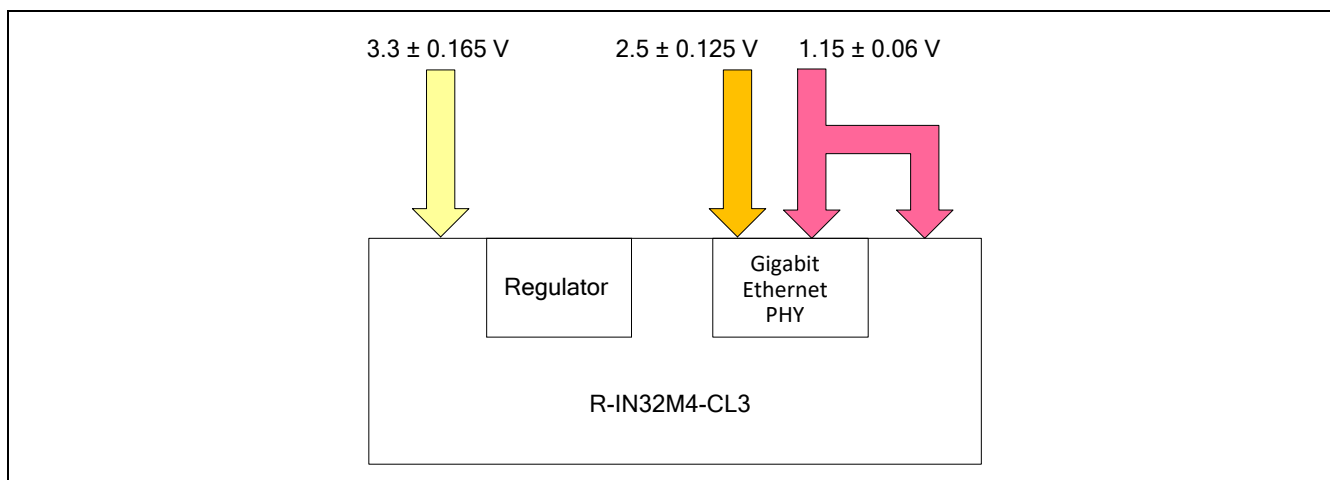 3.3 ± 0.165 V
2.5 ± 0.125 V
1.15 ± 0.06 V
Regulator
Gigabit
Ethernet
PHY
R-IN32M4-CL3